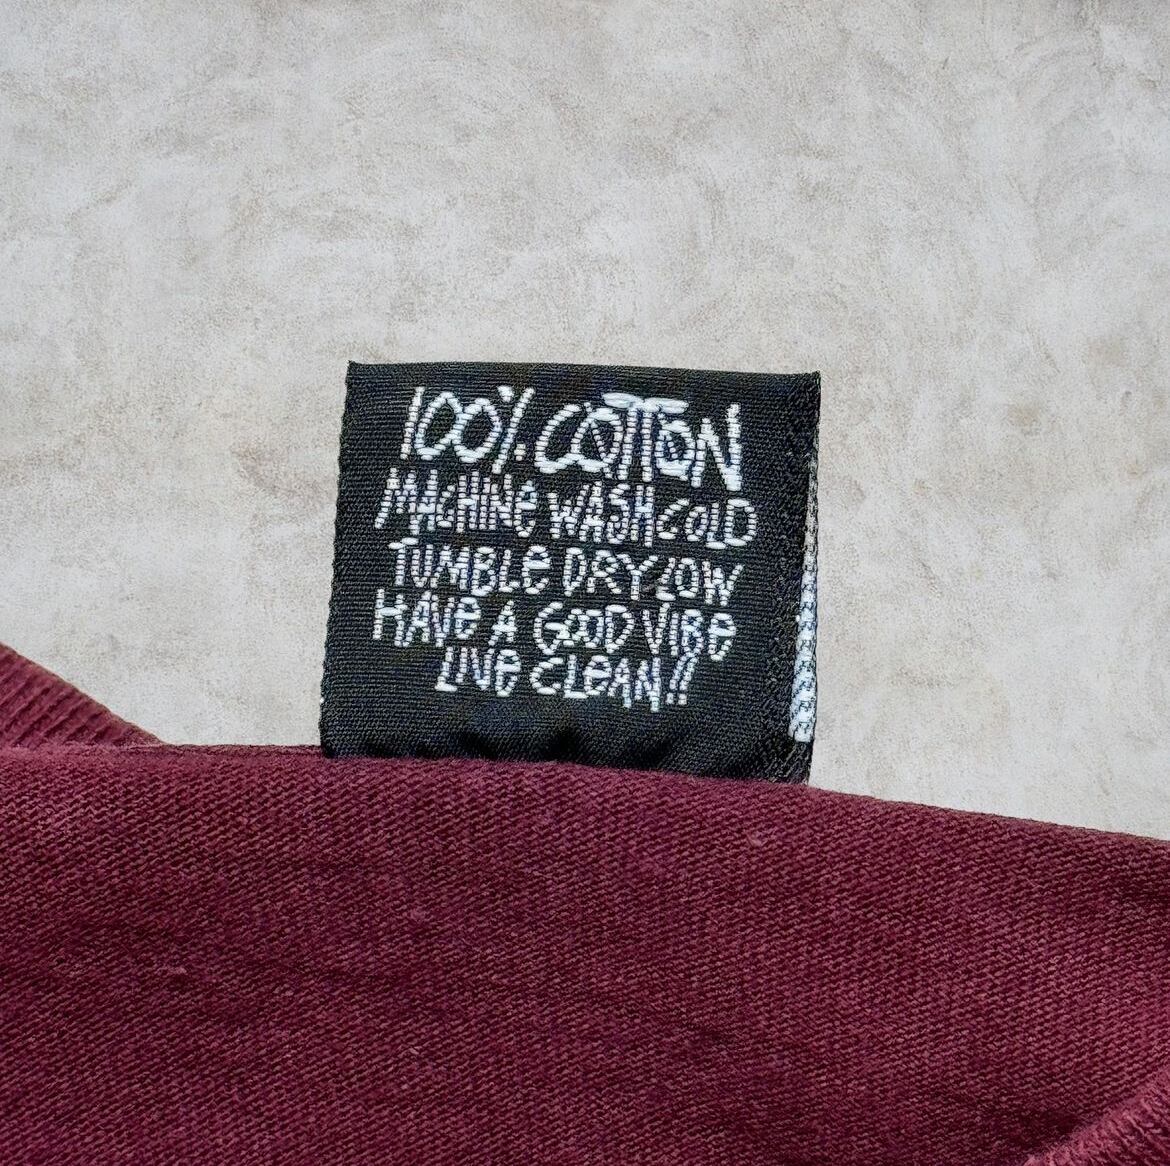 100% COTTON
MACHINe WASH COLD
TUMBLe DRY LOW
HAVe A GOOD VIBe
LIVe CLeAN!!